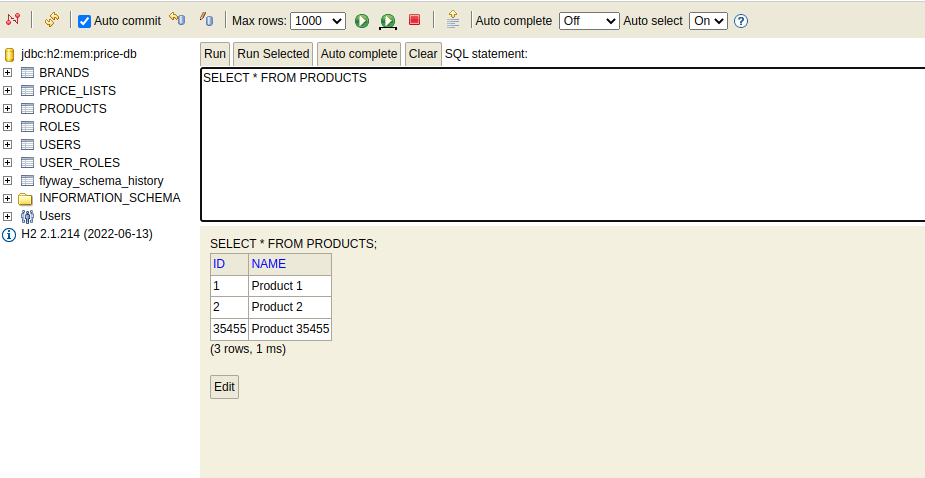 Auto commit Max rows: 1000 Auto complete Off Auto select On ?
jdbc:h2:mem:price-db
BRANDS
PRICE_LISTS
PRODUCTS
ROLES
USERS
USER_ROLES
flyway_schema_history
INFORMATION_SCHEMA
Users
H2 2.1.214 (2022-06-13)
Run Run Selected Auto complete Clear SQL statement:
SELECT * FROM PRODUCTS
SELECT * FROM PRODUCTS;
ID NAME
1 Product 1
2 Product 2
35455 Product 35455
(3 rows, 1 ms)
Edit